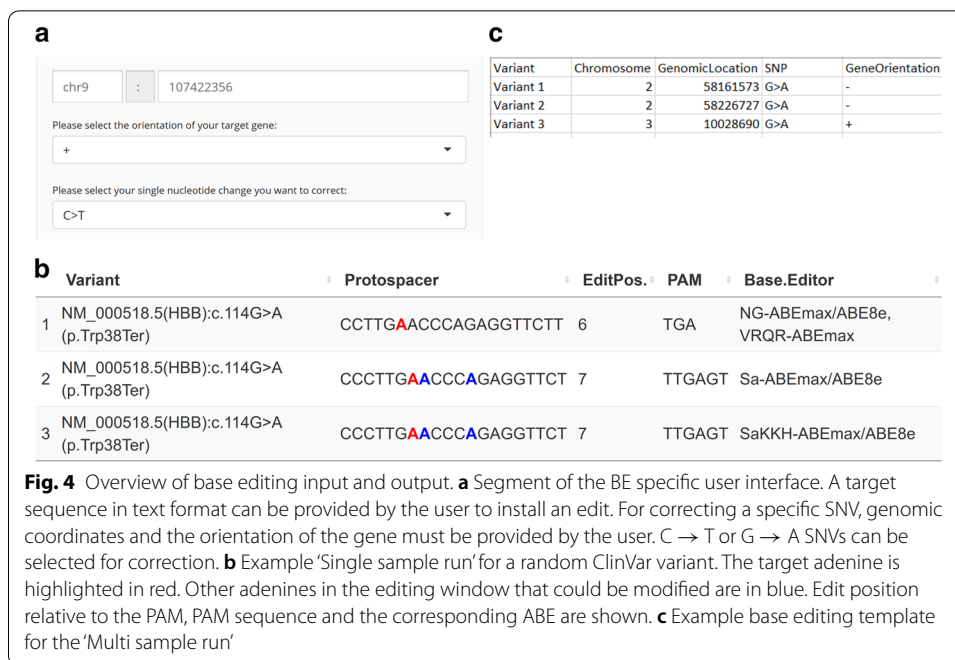 a
chr9 : 107422356
Please select the orientation of your target gene:
+
Please select your single nucleotide change you want to correct:
C>T
c
Variant Chromosome GenomicLocation SNP GeneOrientation
Variant 1 2 58161573 G>A -
Variant 2 2 58226727 G>A -
Variant 3 3 10028690 G>A +
b
Variant Protospacer EditPos. PAM Base.Editor
1 NM_000518.5(HBB):c.114G>A (p.Trp38Ter) CCTTGAACCCAGAGGTTCTT 6 TGA NG-ABEmax/ABE8e, VRQR-ABEmax
2 NM_000518.5(HBB):c.114G>A (p.Trp38Ter) CCCTTGAACCCAGAGGTTCT 7 TTGAGT Sa-ABEmax/ABE8e
3 NM_000518.5(HBB):c.114G>A (p.Trp38Ter) CCCTTGAACCCAGAGGTTCT 7 TTGAGT SaKKH-ABEmax/ABE8e
Fig. 4 Overview of base editing input and output. a Segment of the BE specific user interface. A target
sequence in text format can be provided by the user to install an edit. For correcting a specific SNV, genomic
coordinates and the orientation of the gene must be provided by the user. C → T or G → A SNVs can be
selected for correction. b Example ‘Single sample run’ for a random ClinVar variant. The target adenine is
highlighted in red. Other adenines in the editing window that could be modified are in blue. Edit position
relative to the PAM, PAM sequence and the corresponding ABE are shown. c Example base editing template
for the ‘Multi sample run’